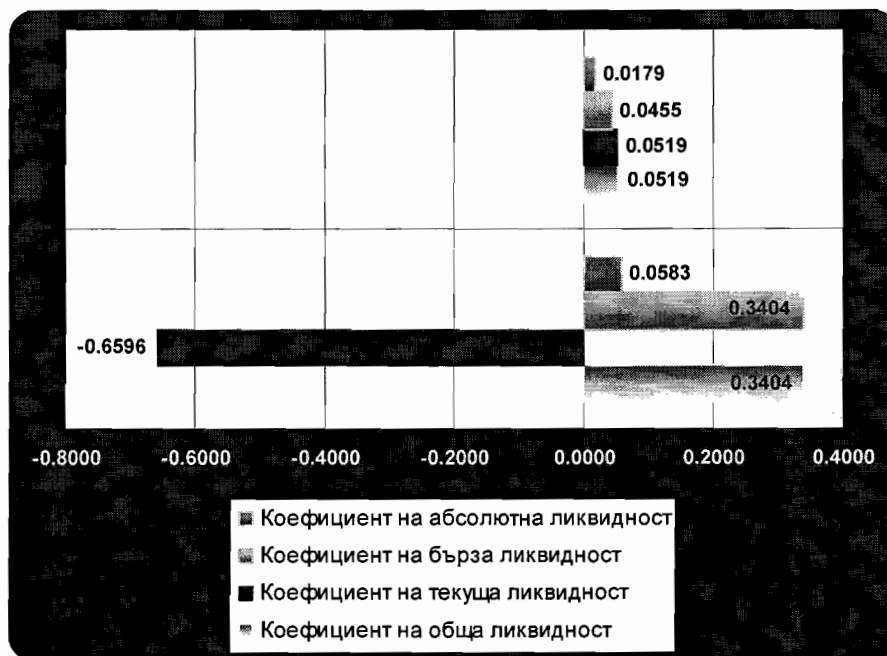 0.0179
0.0455
0.0519
0.0519
0.0583
0.3404
-0.6596
0.3404
-0.8000 -0.6000 -0.4000 -0.2000 0.0000 0.2000 0.4000
Коефициент на абсолютна ликвидност
Коефициент на бърза ликвидност
Коефициент на текуща ликвидност
Коефициент на обща ликвидност